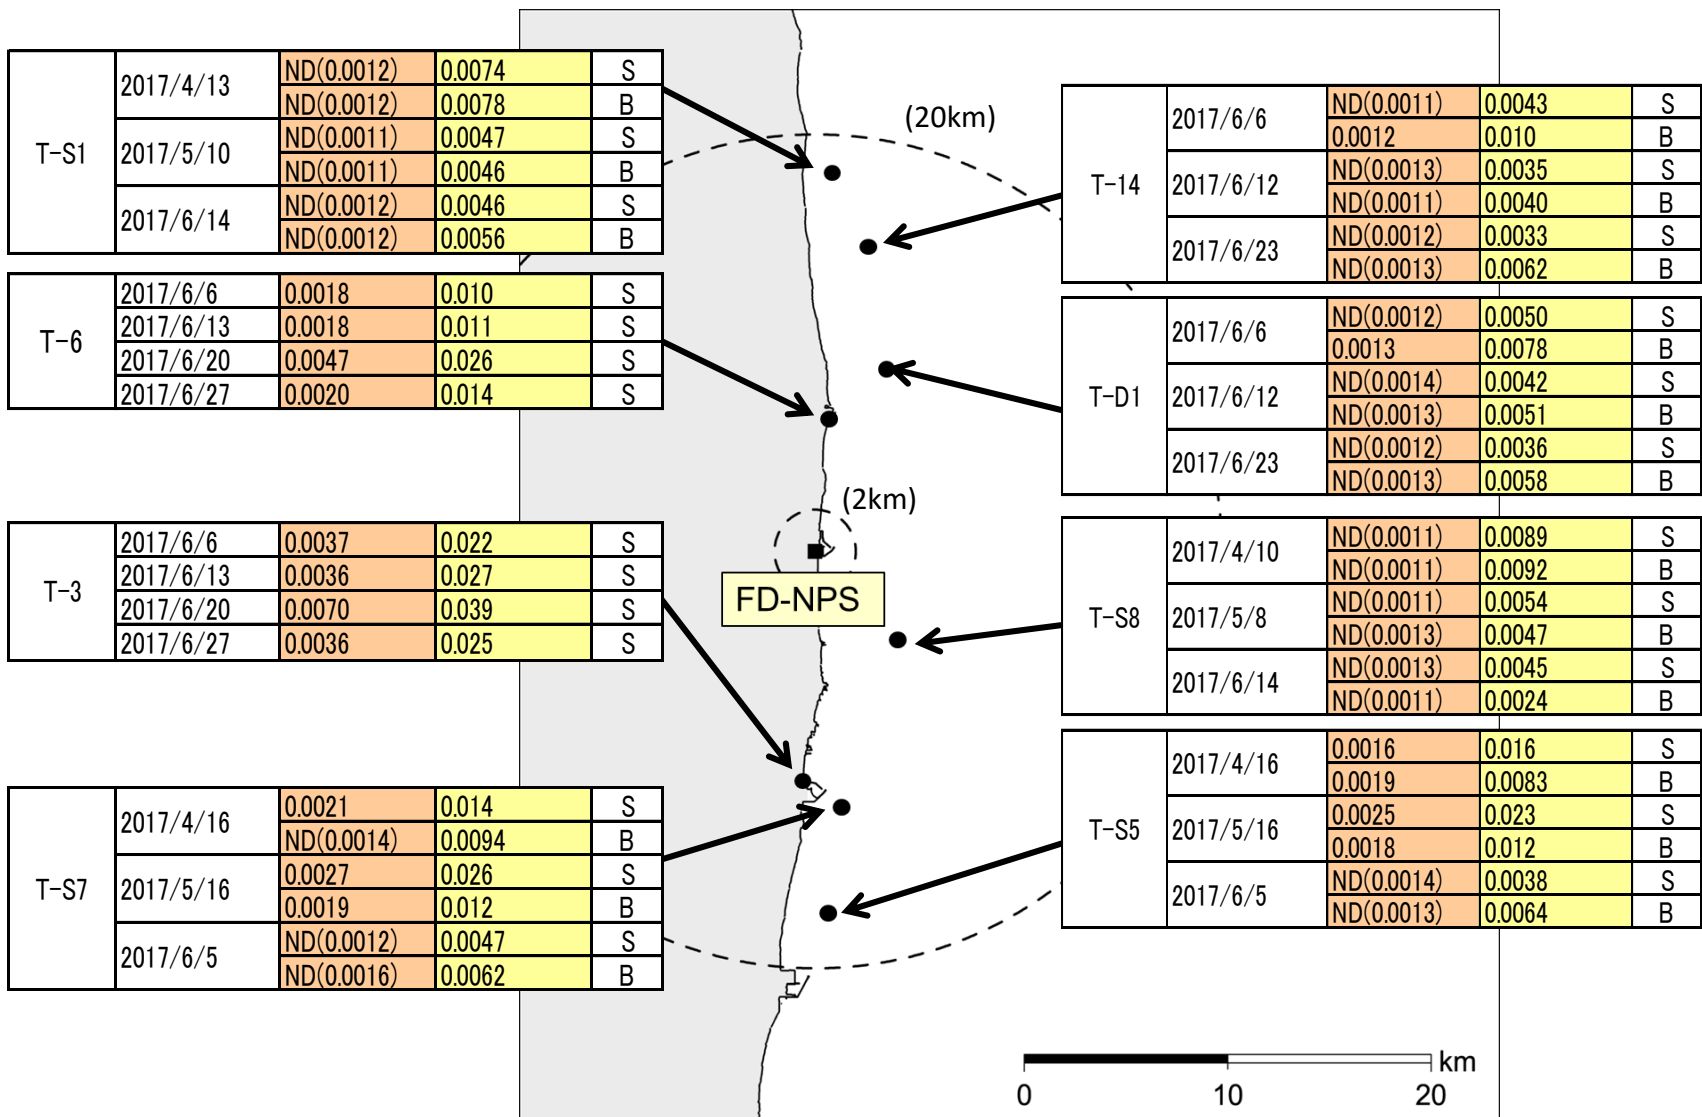 T-S1
2017/4/13 ND(0.0012) 0.0074 S
ND(0.0012) 0.0078 B
2017/5/10 ND(0.0011) 0.0047 S
ND(0.0011) 0.0046 B
2017/6/14 ND(0.0012) 0.0046 S
ND(0.0012) 0.0056 B
T-6
2017/6/6 0.0018 0.010 S
2017/6/13 0.0018 0.011 S
2017/6/20 0.0047 0.026 S
2017/6/27 0.0020 0.014 S
T-3
2017/6/6 0.0037 0.022 S
2017/6/13 0.0036 0.027 S
2017/6/20 0.0070 0.039 S
2017/6/27 0.0036 0.025 S
T-S7
2017/4/16 0.0021 0.014 S
ND(0.0014) 0.0094 B
2017/5/16 0.0027 0.026 S
0.0019 0.012 B
2017/6/5 ND(0.0012) 0.0047 S
ND(0.0016) 0.0062 B
(20km)
(2km)
FD-NPS
T-14
2017/6/6 ND(0.0011) 0.0043 S
0.0012 0.010 B
2017/6/12 ND(0.0013) 0.0035 S
ND(0.0011) 0.0040 B
2017/6/23 ND(0.0012) 0.0033 S
ND(0.0013) 0.0062 B
T-D1
2017/6/6 ND(0.0012) 0.0050 S
0.0013 0.0078 B
2017/6/12 ND(0.0014) 0.0042 S
ND(0.0013) 0.0051 B
2017/6/23 ND(0.0012) 0.0036 S
ND(0.0013) 0.0058 B
T-S8
2017/4/10 ND(0.0011) 0.0089 S
ND(0.0011) 0.0092 B
2017/5/8 ND(0.0011) 0.0054 S
ND(0.0013) 0.0047 B
2017/6/14 ND(0.0013) 0.0045 S
ND(0.0011) 0.0024 B
T-S5
2017/4/16 0.0016 0.016 S
0.0019 0.0083 B
2017/5/16 0.0025 0.023 S
0.0018 0.012 B
2017/6/5 ND(0.0014) 0.0038 S
ND(0.0013) 0.0064 B
km
0 10 20